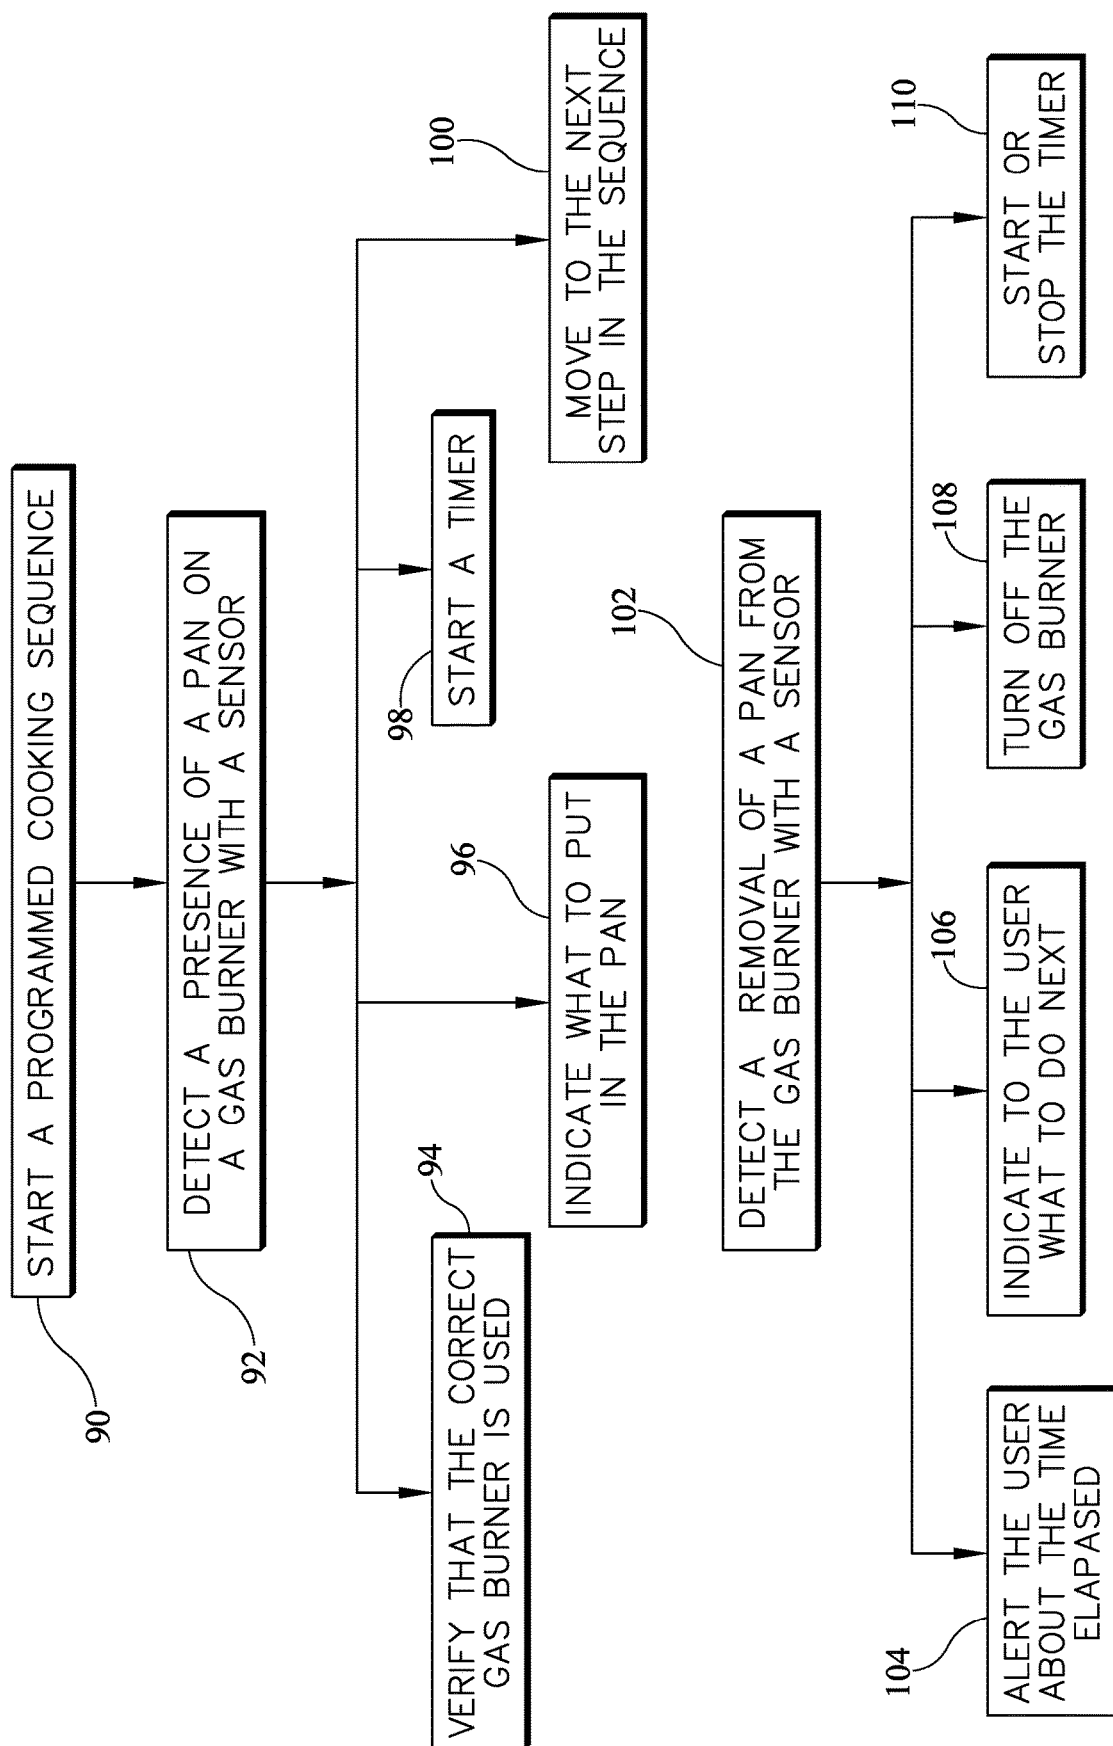 90
START A PROGRAMMED COOKING SEQUENCE
92
DETECT A PRESENCE OF A PAN ON
A GAS BURNER WITH A SENSOR
94
VERIFY THAT THE CORRECT
GAS BURNER IS USED
96
INDICATE WHAT TO PUT
IN THE PAN
98
START A TIMER
100
MOVE TO THE NEXT
STEP IN THE SEQUENCE
102
DETECT A REMOVAL OF A PAN FROM
THE GAS BURNER WITH A SENSOR
104
ALERT THE USER
ABOUT THE TIME
ELAPASED
106
INDICATE TO THE USER
WHAT TO DO NEXT
108
TURN OFF THE
GAS BURNER
110
START OR
STOP THE TIMER